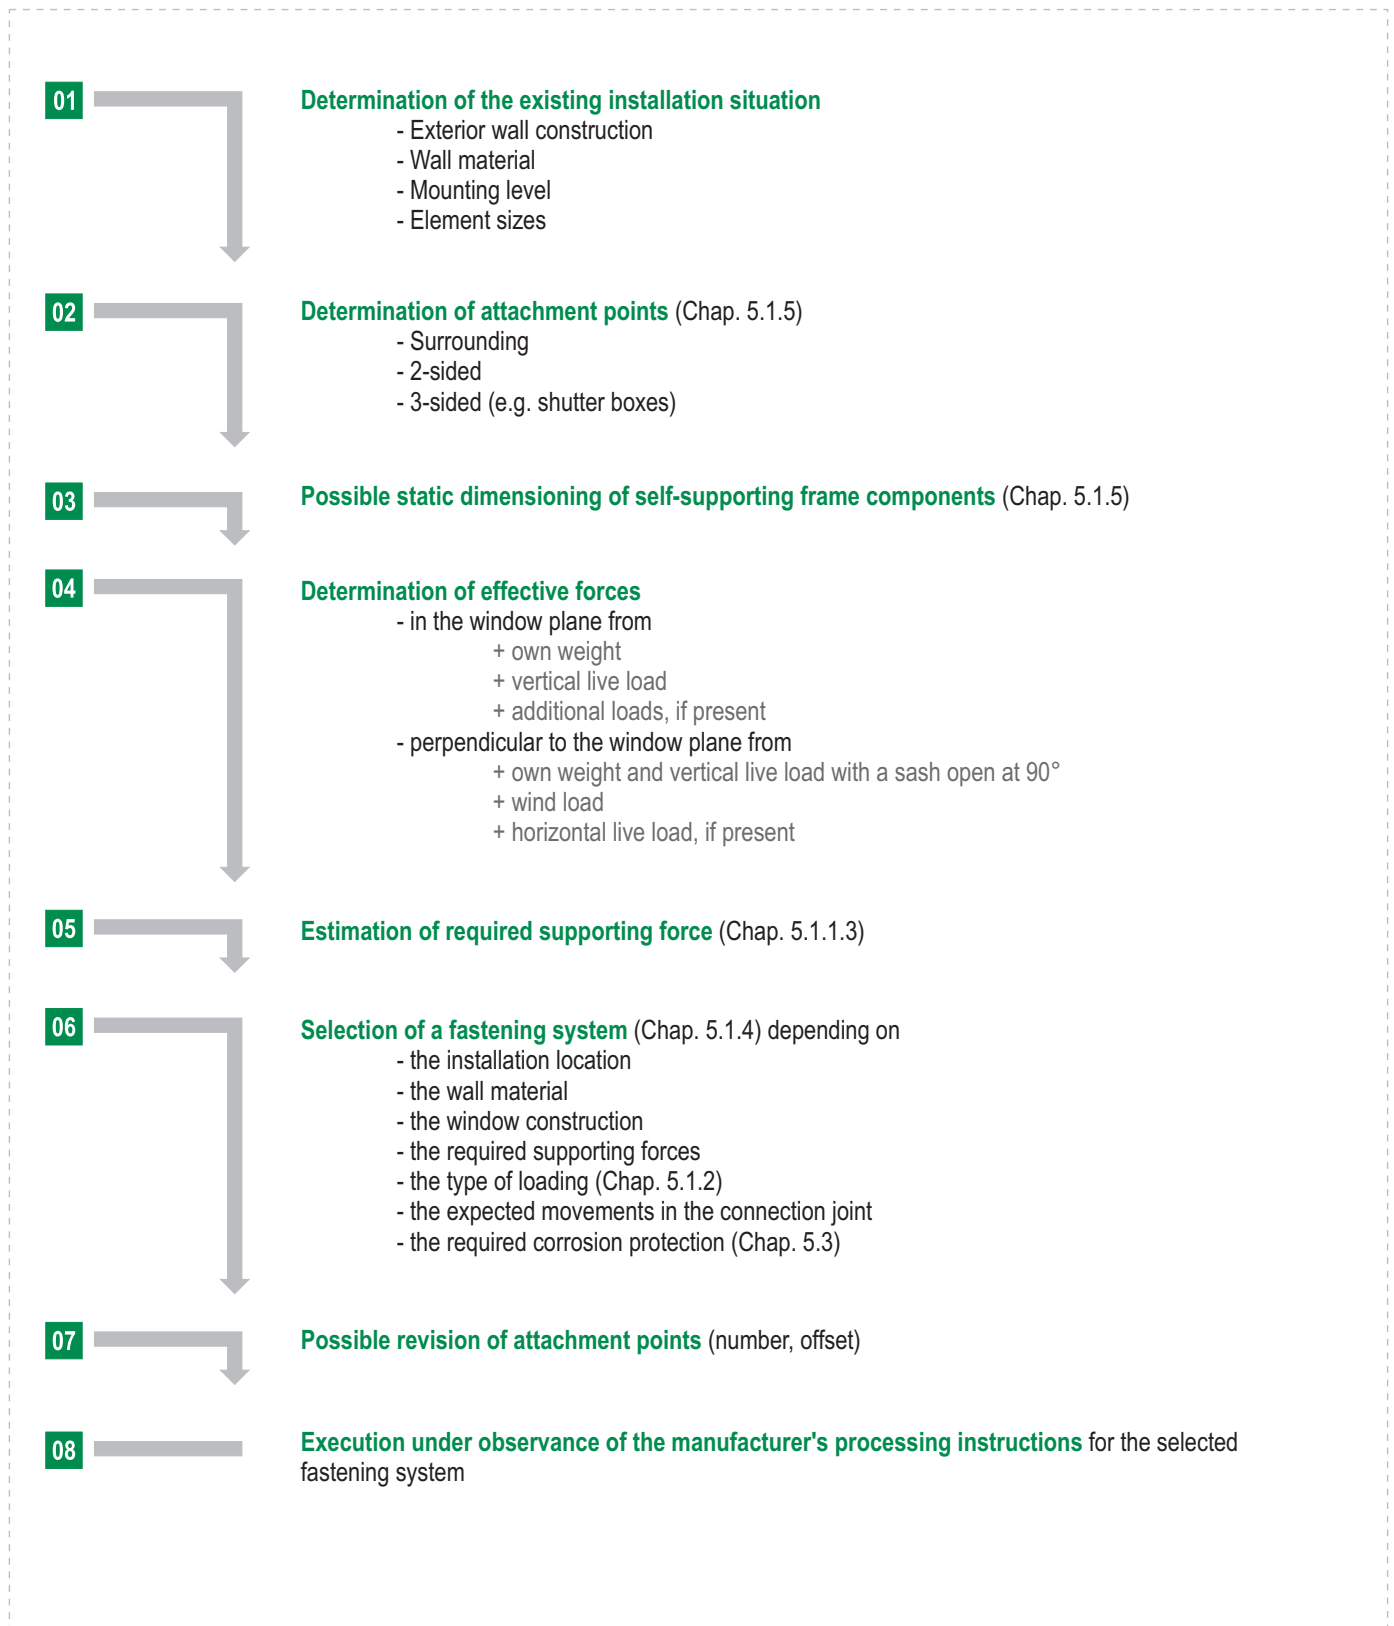 01
Determination of the existing installation situation
- Exterior wall construction
- Wall material
- Mounting level
- Element sizes
02
Determination of attachment points (Chap. 5.1.5)
- Surrounding
- 2-sided
- 3-sided (e.g. shutter boxes)
03
Possible static dimensioning of self-supporting frame components (Chap. 5.1.5)
04
Determination of effective forces
- in the window plane from
+ own weight
+ vertical live load
+ additional loads, if present
- perpendicular to the window plane from
+ own weight and vertical live load with a sash open at 90°
+ wind load
+ horizontal live load, if present
05
Estimation of required supporting force (Chap. 5.1.1.3)
06
Selection of a fastening system (Chap. 5.1.4) depending on
- the installation location
- the wall material
- the window construction
- the required supporting forces
- the type of loading (Chap. 5.1.2)
- the expected movements in the connection joint
- the required corrosion protection (Chap. 5.3)
07
Possible revision of attachment points (number, offset)
08
Execution under observance of the manufacturer's processing instructions for the selected
fastening system